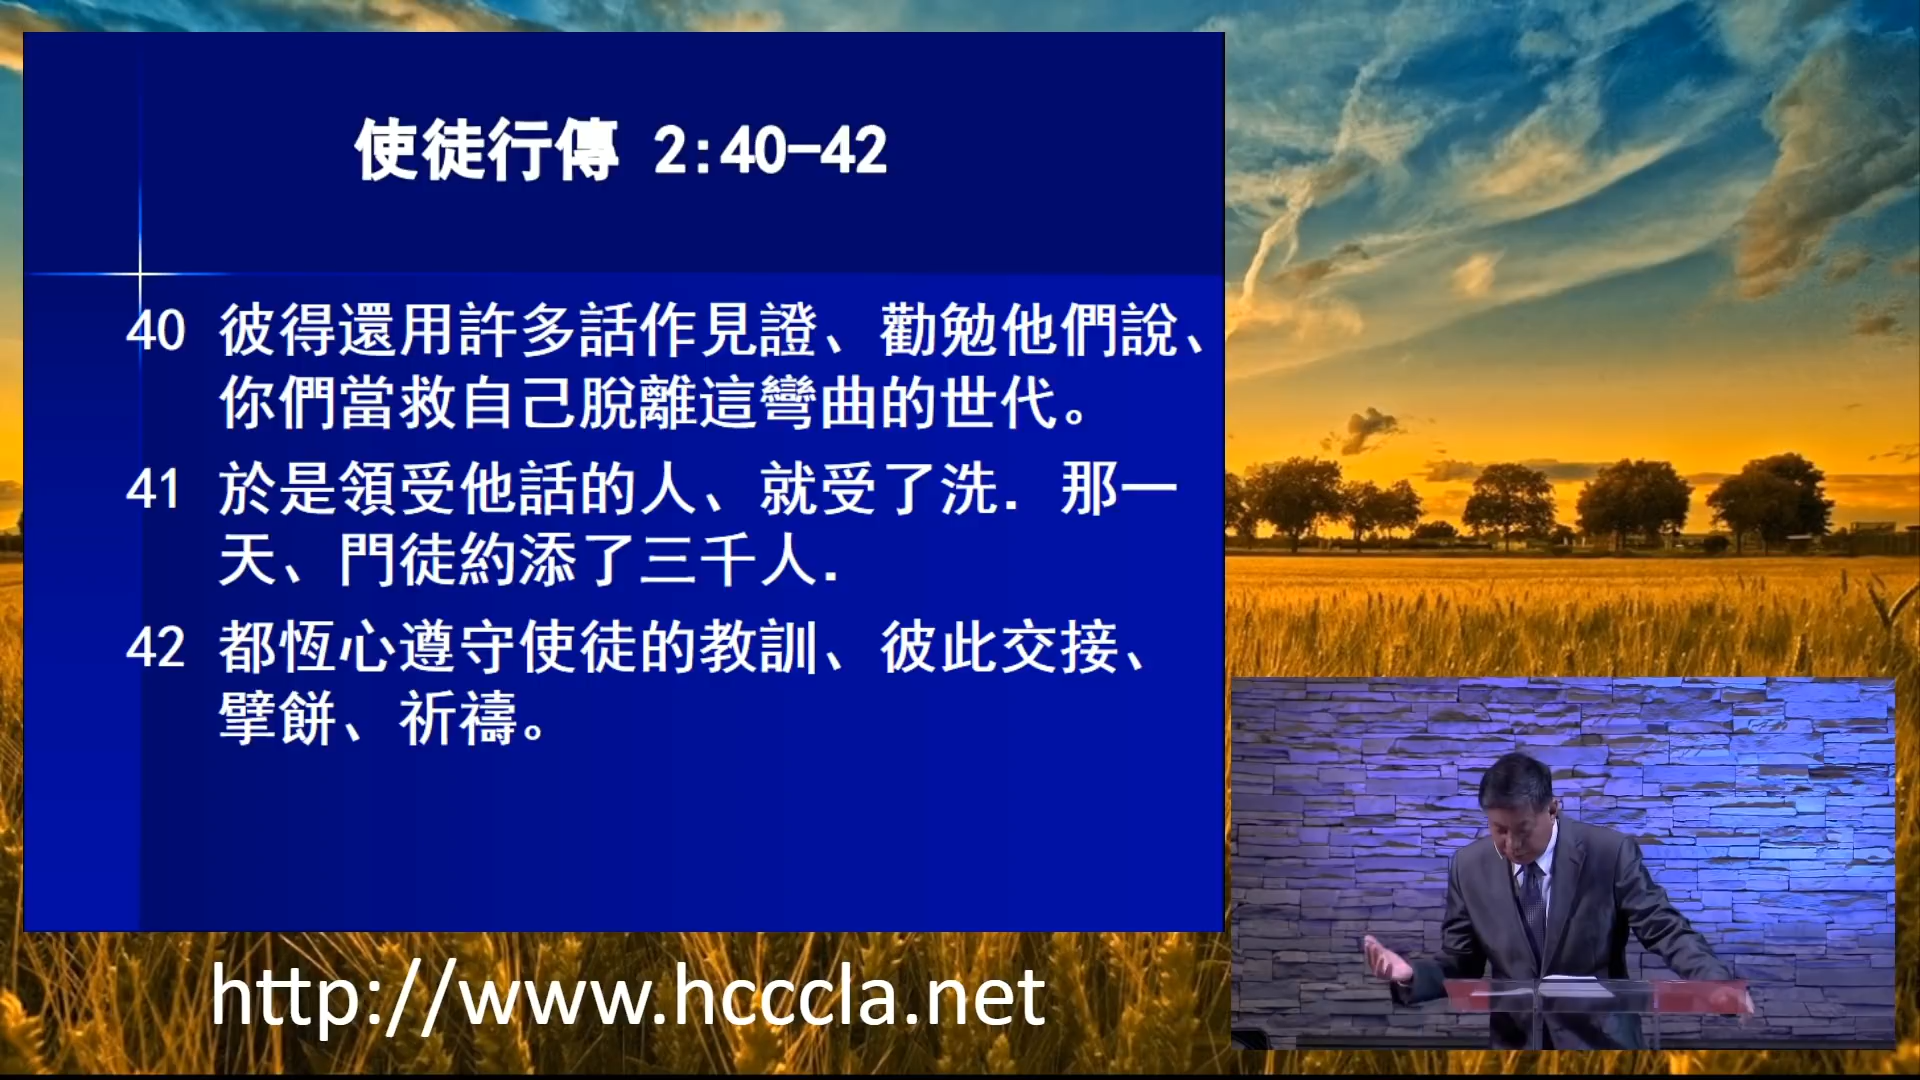 使徒行傳 2:40-42
40 彼得還用許多話作見證、勸勉他們說、
你們當救自己脫離這彎曲的世代。
41 於是領受他話的人、就受了洗． 那一
天、門徒約添了三千人．
42 都恆心遵守使徒的教訓、彼此交接、
擘餅、祈禱。
http://www.hcccla.net